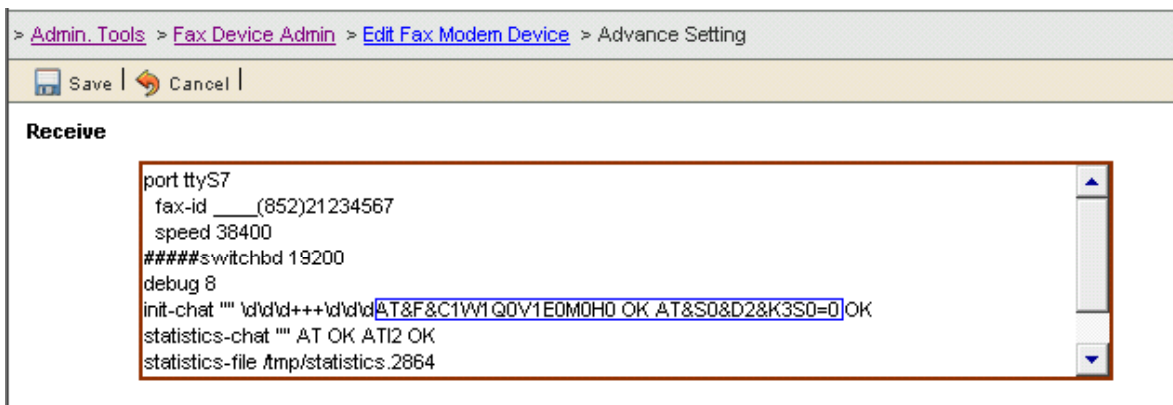 > Admin. Tools > Fax Device Admin > Edit Fax Modem Device > Advance Setting
Save | Cancel |
Receive
port ttyS7
fax-id ____(852)21234567
speed 38400
#####switchbd 19200
debug 8
init-chat "" \d\d\d+++\d\d\dAT&F&C1W1Q0V1E0M0H0 OK AT&S0&D2&K3S0=0 OK
statistics-chat "" AT OK ATI2 OK
statistics-file /tmp/statistics.2864